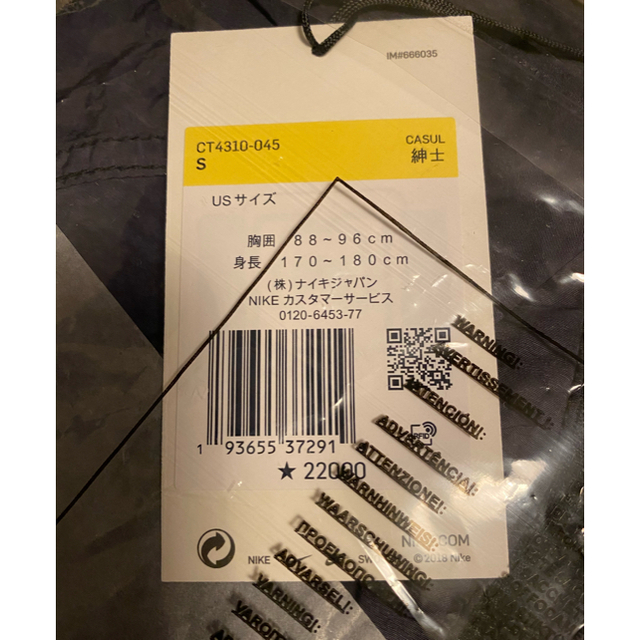 IM#666035
CT4310-045 CASUL
S 紳士
USサイズ
胸囲 88~96cm
身長 170~180cm
(株)ナイキジャパン
NIKE カスタマーサービス
0120-6453-77
1 93655 37291
★ 22000
NIKE
©2018 Nike
WARNING!:
AVERTISSEMENT !:
¡ATENCIÓN!:
ADVERTÊNCIA!:
ATTENZIONE!:
WARNHINWEIS!:
WAARSCHUWING!:
ADVARSEL!:
VARNING!: